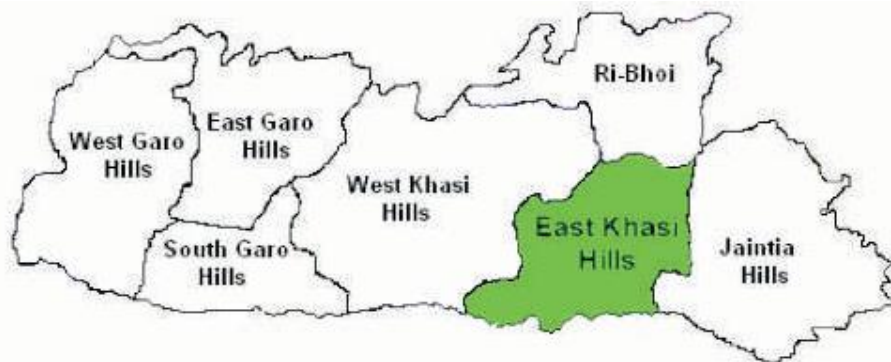 Ri-Bhoi
East Garo
Hills
West Garo
Hills
West Khasi
Hills
East Khasi
Hills
South Garo
Hills
Jaintia
Hills